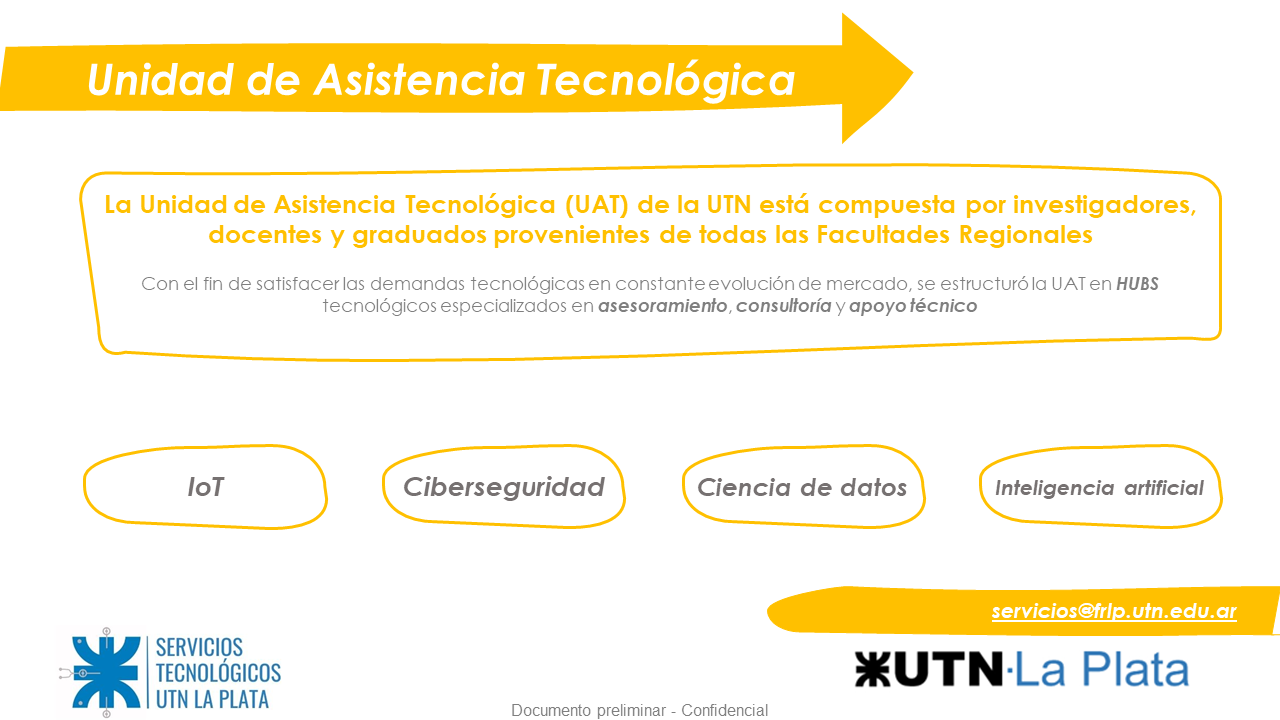 Unidad de Asistencia Tecnológica
La Unidad de Asistencia Tecnológica (UAT) de la UTN está compuesta por investigadores,
docentes y graduados provenientes de todas las Facultades Regionales
Con el fin de satisfacer las demandas tecnológicas en constante evolución de mercado, se estructuró la UAT en HUBS
tecnológicos especializados en asesoramiento, consultoría y apoyo técnico
IoT
Ciberseguridad
Ciencia de datos
Inteligencia artificial
servicios@frlp.utn.edu.ar
SERVICIOS
TECNOLÓGICOS
UTN LA PLATA
UTN·La Plata
Documento preliminar - Confidencial